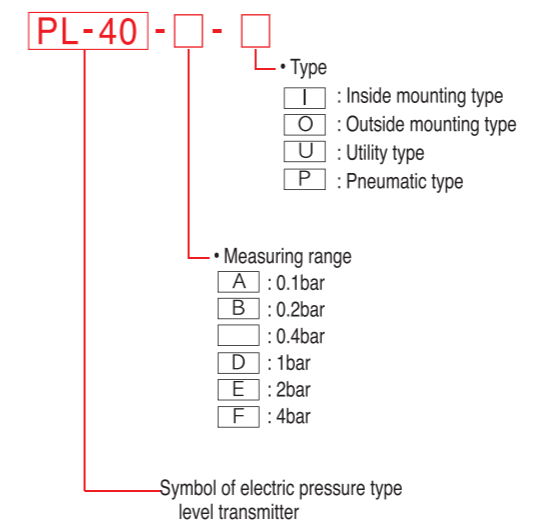 PL-40 - -
• Type
I : Inside mounting type
O : Outside mounting type
U : Utility type
P : Pneumatic type
• Measuring range
A : 0.1bar
B : 0.2bar
: 0.4bar
D : 1bar
E : 2bar
F : 4bar
Symbol of electric pressure type
level transmitter